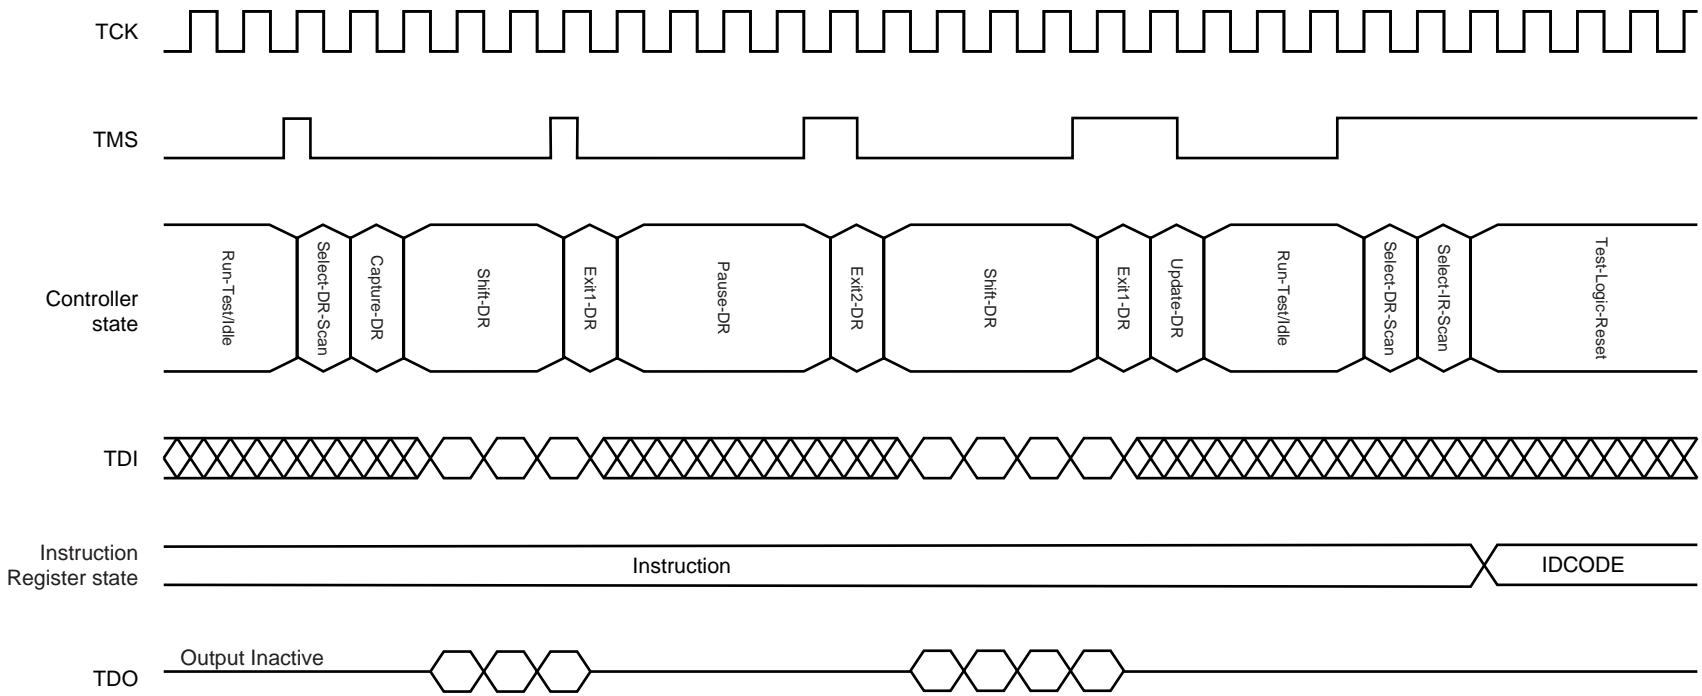 TCK
TMS
Controller
state
Run-Test/Idle
Select-DR-Scan
Capture-DR
Shift-DR
Exit1-DR
Pause-DR
Exit2-DR
Shift-DR
Exit1-DR
Update-DR
Run-Test/Idle
Select-DR-Scan
Select-IR-Scan
Test-Logic-Reset
TDI
Instruction
Register state
Instruction
IDCODE
TDO
Output Inactive